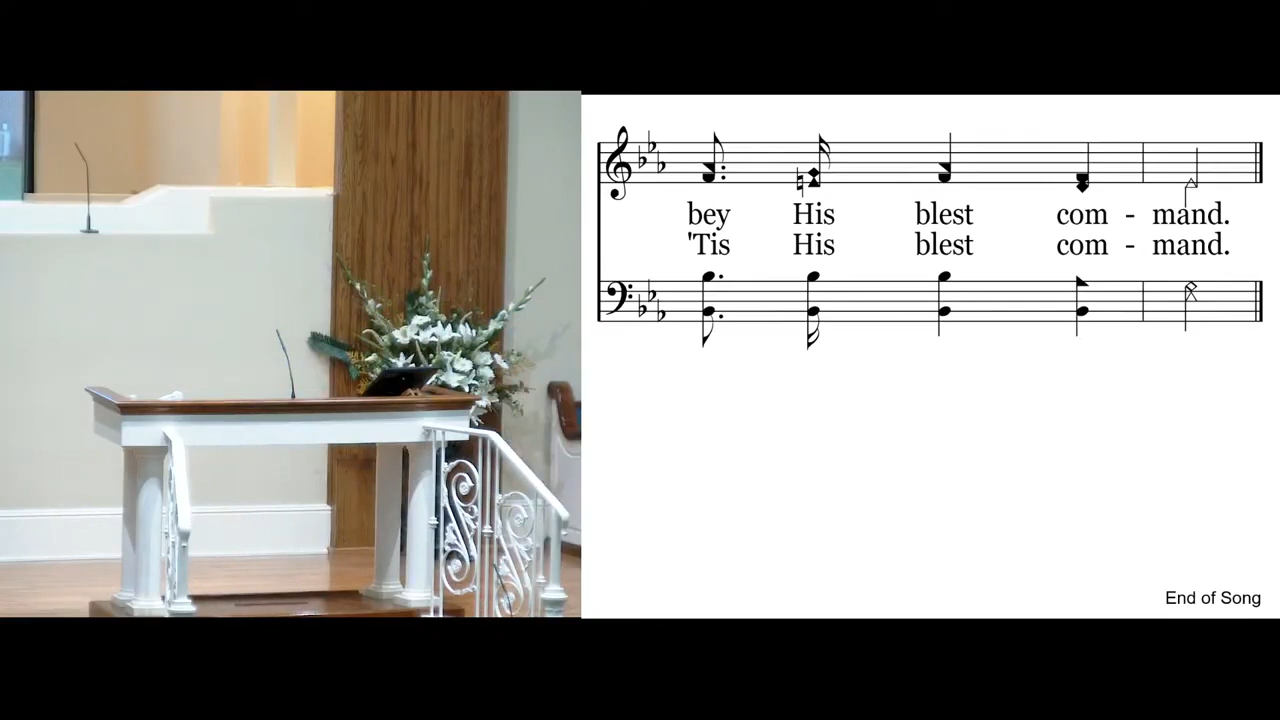 bey His blest com - mand.
'Tis His blest com - mand.
End of Song